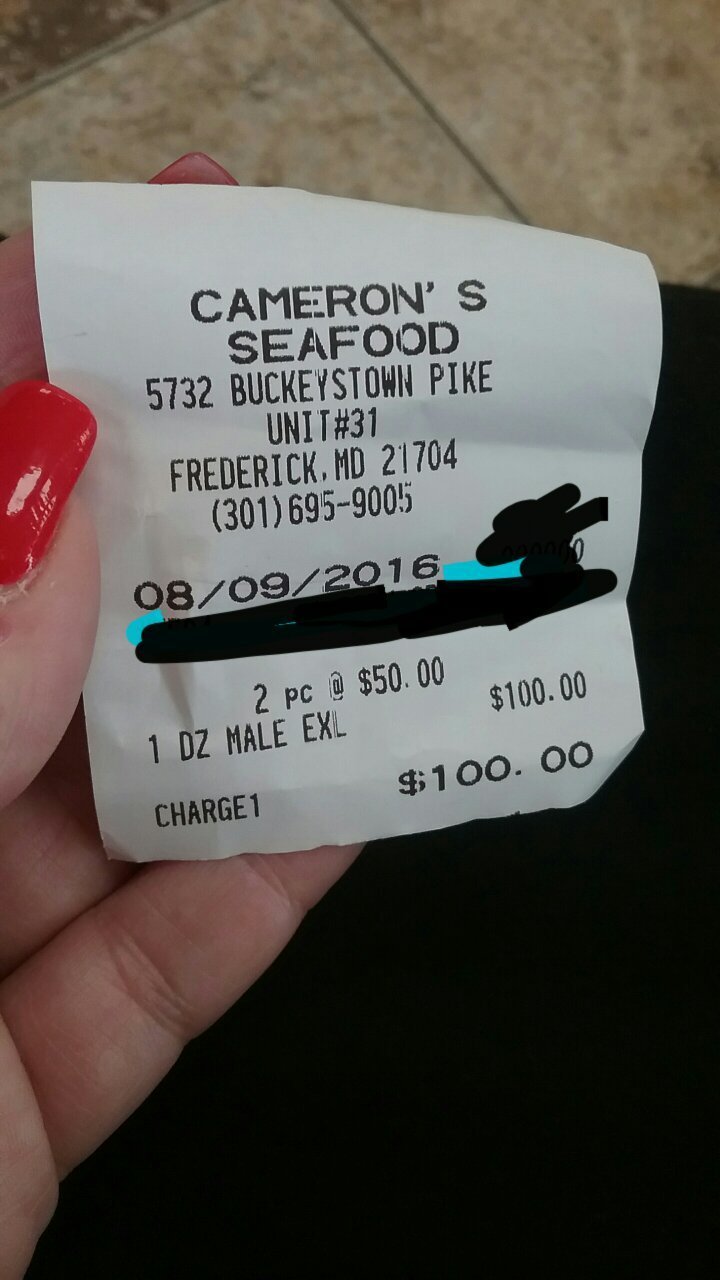 CAMERON'S
SEAFOOD
5732 BUCKEYSTOWN PIKE
UNIT#31
FREDERICK, MD 21704
(301)695-9005
08/09/2016
2 pc @ $50.00
$100.00
1 DZ MALE EXL
$100.00
CHARGE1